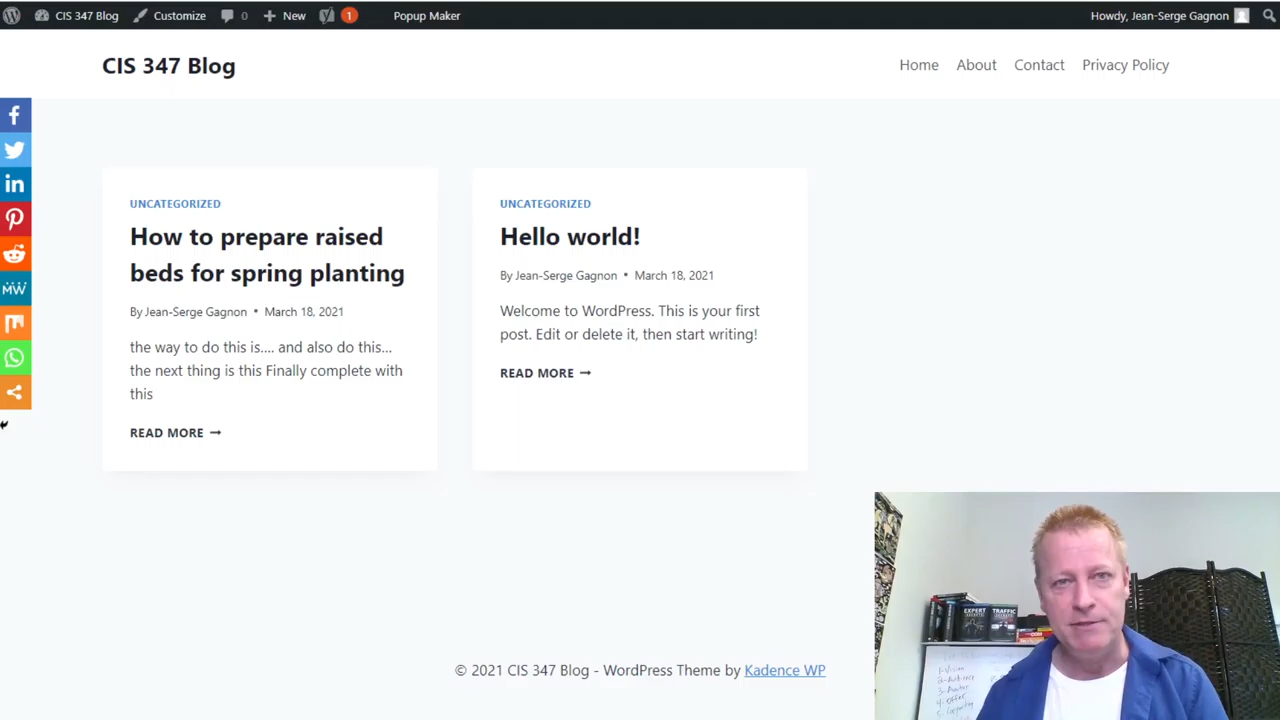 CIS 347 Blog
Customize
0
New
1
Popup Maker
Howdy, Jean-Serge Gagnon
CIS 347 Blog
Home
About
Contact
Privacy Policy
UNCATEGORIZED
How to prepare raised
beds for spring planting
By Jean-Serge Gagnon • March 18, 2021
the way to do this is.... and also do this...
the next thing is this Finally complete with
this
READ MORE →
UNCATEGORIZED
Hello world!
By Jean-Serge Gagnon • March 18, 2021
Welcome to WordPress. This is your first
post. Edit or delete it, then start writing!
READ MORE →
© 2021 CIS 347 Blog - WordPress Theme by Kadence WP
EXPERT
TRAFFIC